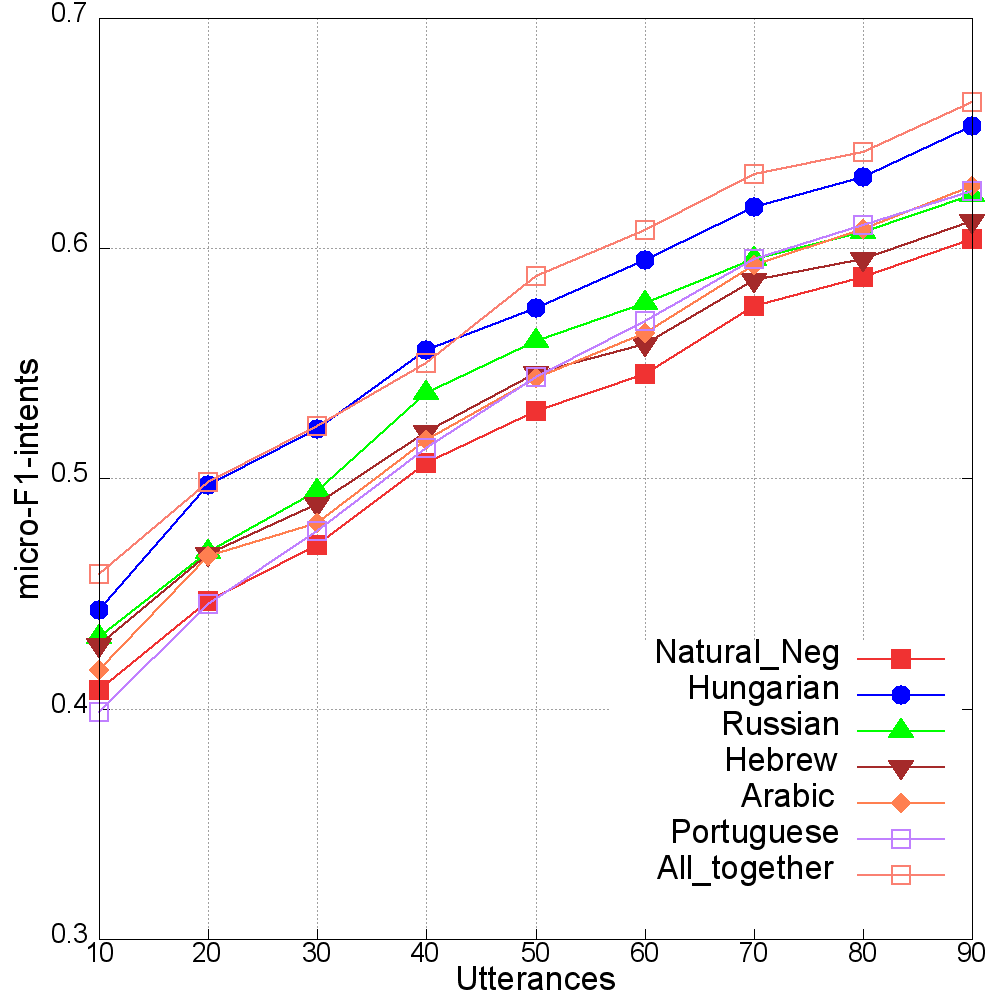 0.7
0.6
0.5
0.4
0.3
micro-F1-intents
Natural_Neg
Hungarian
Russian
Hebrew
Arabic
Portuguese
All_together
10 20 30 40 50 60 70 80 90
Utterances